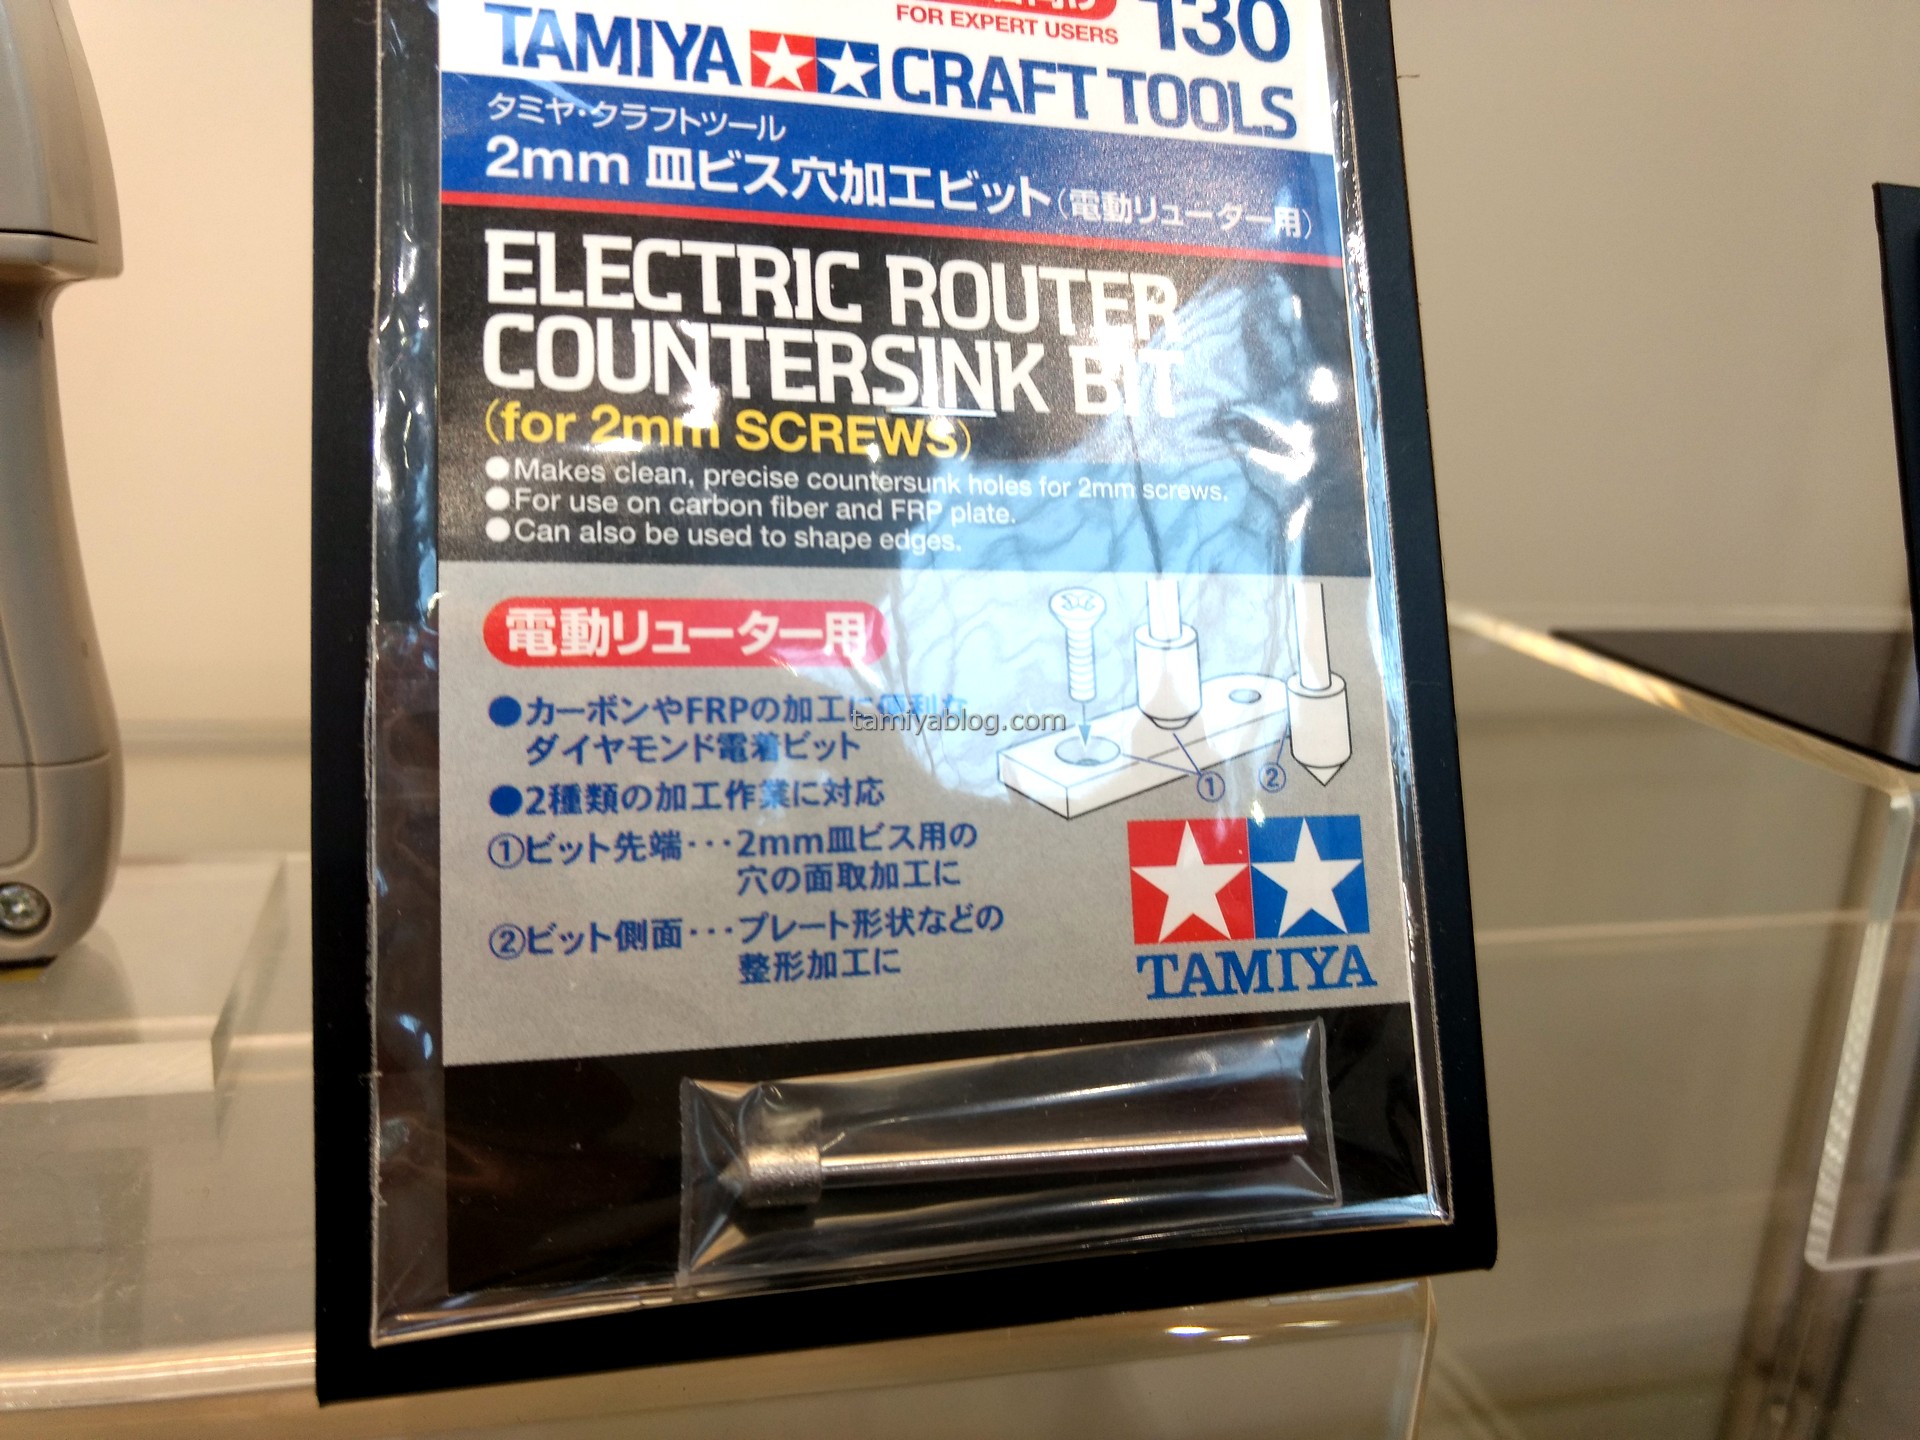 FOR EXPERT USERS
130
TAMIYA CRAFT TOOLS
タミヤ・クラフトツール
2mm 皿ビス穴加工ビット(電動リューター用)
ELECTRIC ROUTER
COUNTERSINK BIT
(for 2mm SCREWS)
●Makes clean, precise countersunk holes for 2mm screws.
●For use on carbon fiber and FRP plate.
●Can also be used to shape edges.
電動リューター用
●カーボンやFRPの加工に便利な
ダイヤモンド電着ビット
●2種類の加工作業に対応
①ビット先端･･･2mm皿ビス用の
穴の面取加工に
②ビット側面･･･プレート形状などの
整形加工に
① ②
TAMIYA
tamiyablog.com